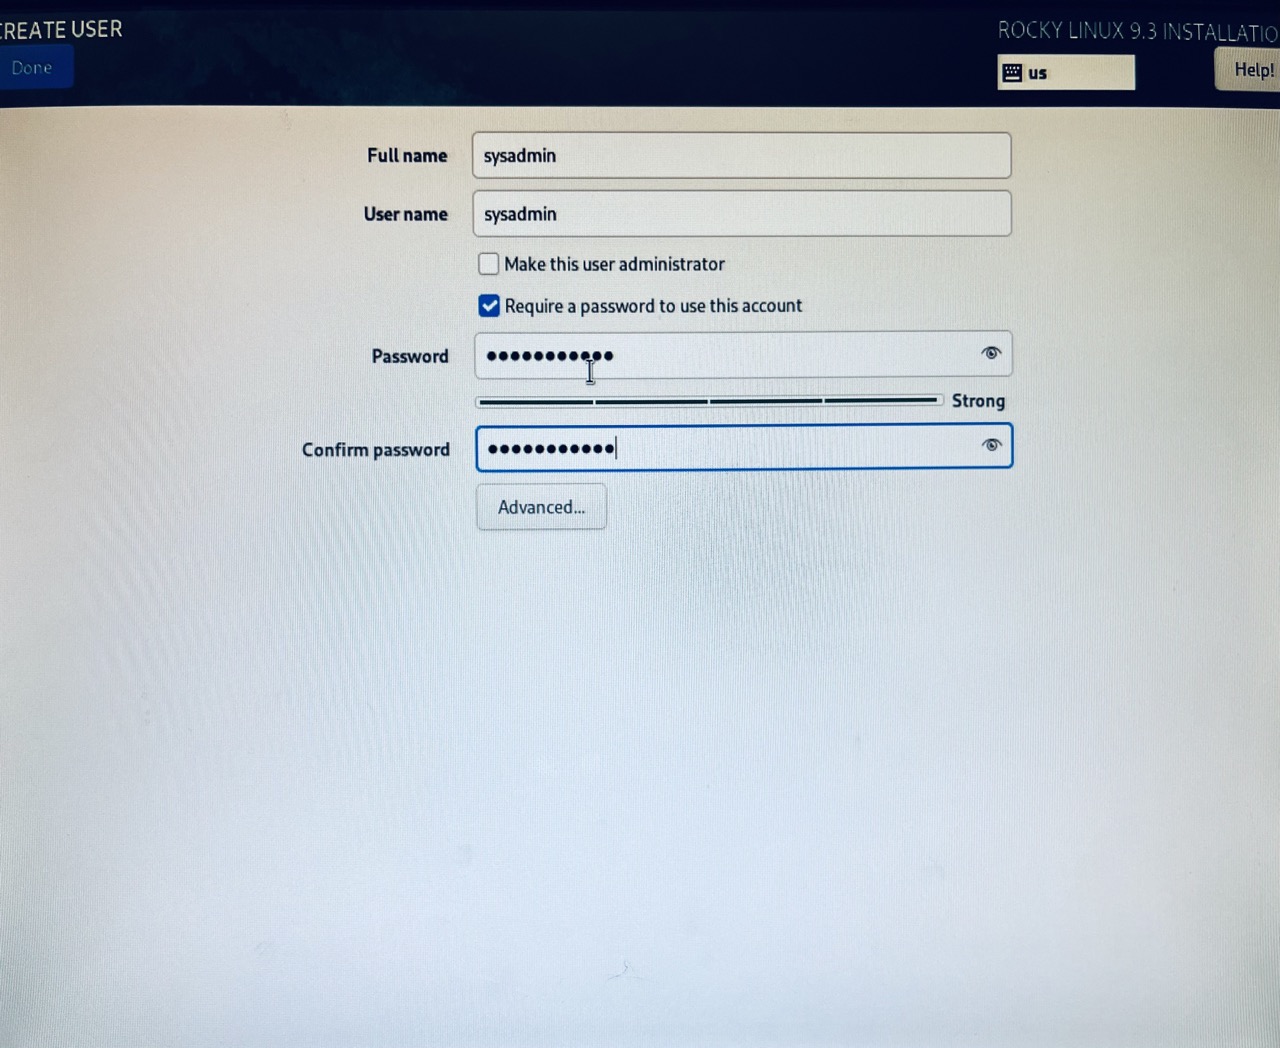 CREATE USER
ROCKY LINUX 9.3 INSTALLATIO
Done
us
Help!
Full name
sysadmin
User name
sysadmin
Make this user administrator
Require a password to use this account
Password
•••••••••••
Strong
Confirm password
•••••••••••
Advanced...